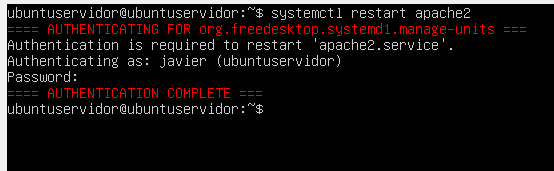 ubuntuservidor@ubuntuservidor:~$ systemctl restart apache2
==== AUTHENTICATING FOR org.freedesktop.systemd1.manage-units ===
Authentication is required to restart 'apache2.service'.
Authenticating as: javier (ubuntuservidor)
Password:
==== AUTHENTICATION COMPLETE ===
ubuntuservidor@ubuntuservidor:~$